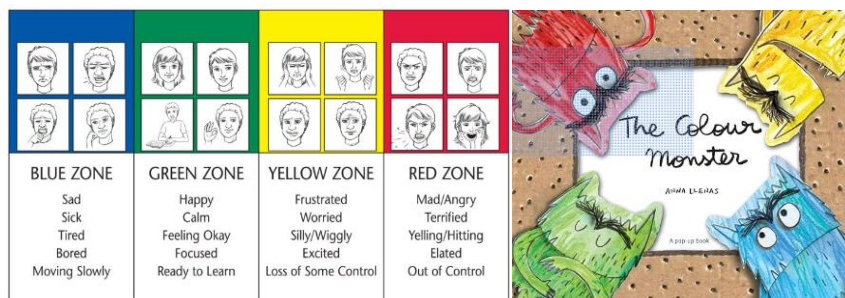 BLUE ZONE
Sad
Sick
Tired
Bored
Moving Slowly
GREEN ZONE
Happy
Calm
Feeling Okay
Focused
Ready to Learn
YELLOW ZONE
Frustrated
Worried
Silly/Wiggly
Excited
Loss of Some Control
RED ZONE
Mad/Angry
Terrified
Yelling/Hitting
Elated
Out of Control
The Colour
Monster
ANNA LLENAS
A pop-up book